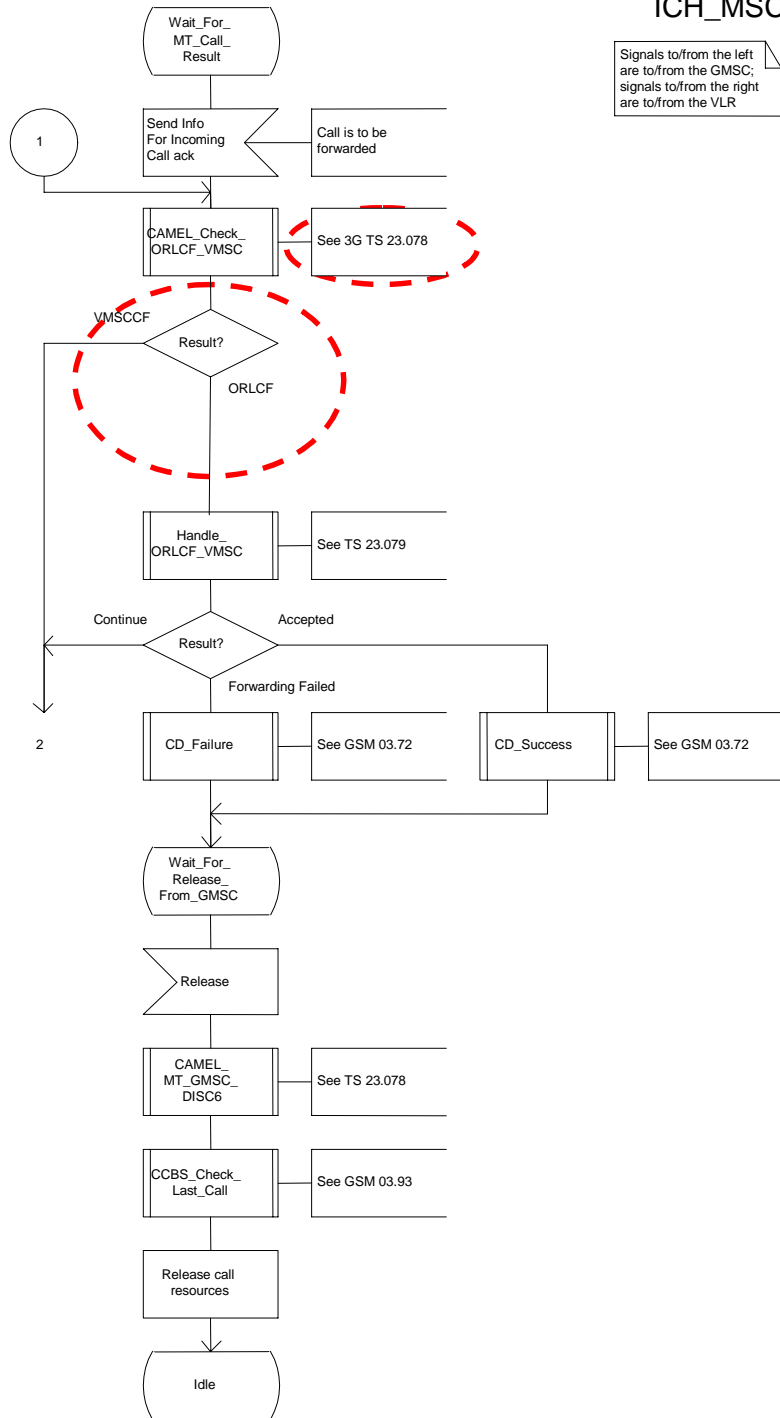 ICH_MSC
Wait_For_
MT_Call_
Result
Signals to/from the left
are to/from the GMSC;
signals to/from the right
are to/from the VLR
1
Send Info
For Incoming
Call ack
Call is to be
forwarded
CAMEL_Check_
ORLCF_VMSC
See 3G TS 23.078
VMSCCF
Result?
ORLCF
Handle_
ORLCF_VMSC
See TS 23.079
Continue
Result?
Accepted
Forwarding Failed
2
CD_Failure
See GSM 03.72
CD_Success
See GSM 03.72
Wait_For_
Release_
From_GMSC
Release
CAMEL_
MT_GMSC_
DISC6
See TS 23.078
CCBS_Check_
Last_Call
See GSM 03.93
Release call
resources
Idle